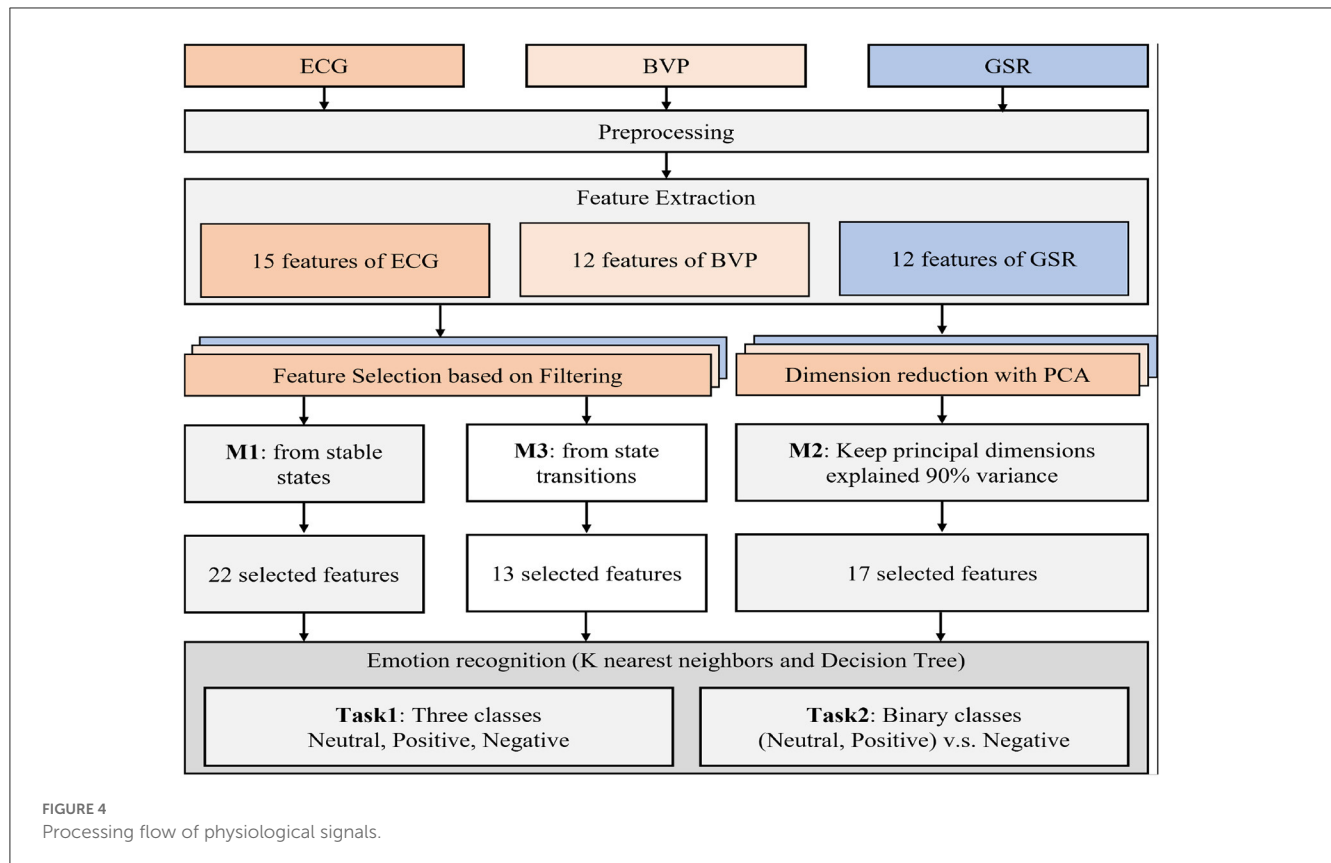 ECG
BVP
GSR
Preprocessing
Feature Extraction
15 features of ECG
12 features of BVP
12 features of GSR
Feature Selection based on Filtering
Dimension reduction with PCA
M1: from stable
states
M3: from state
transitions
M2: Keep principal dimensions
explained 90% variance
22 selected features
13 selected features
17 selected features
Emotion recognition (K nearest neighbors and Decision Tree)
Task1: Three classes
Neutral, Positive, Negative
Task2: Binary classes
(Neutral, Positive) v.s. Negative
FIGURE 4
Processing flow of physiological signals.